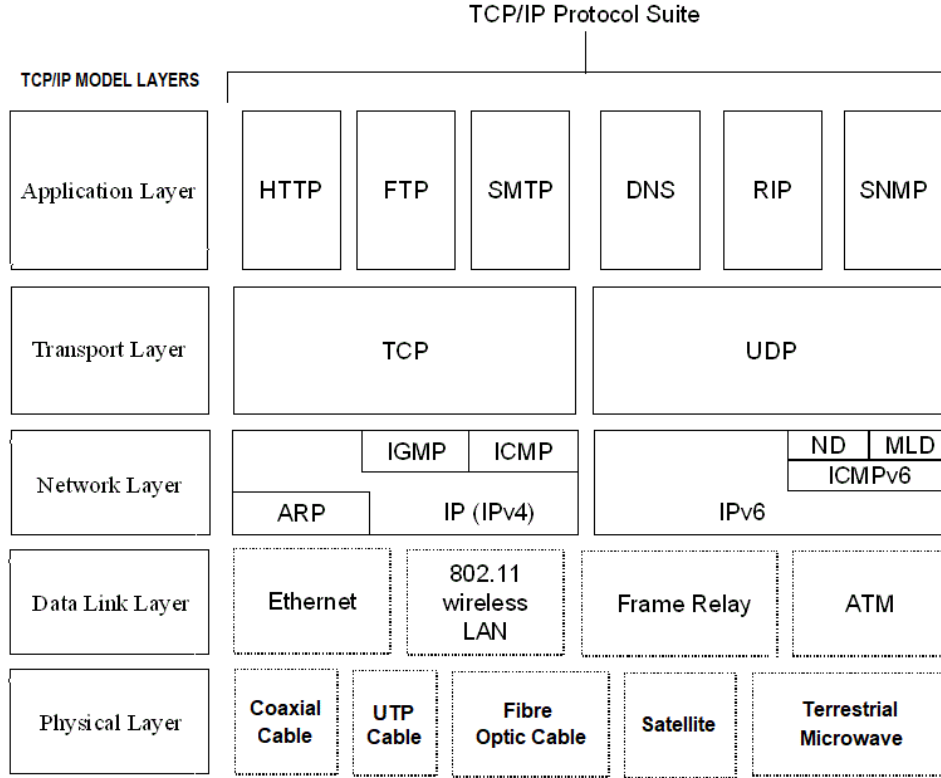 TCP/IP Protocol Suite
TCP/IP MODEL LAYERS
Application Layer
HTTP
FTP
SMTP
DNS
RIP
SNMP
Transport Layer
TCP
UDP
Network Layer
IGMP
ICMP
ARP
IP (IPv4)
IPv6
ND
MLD
ICMPv6
Data Link Layer
Ethernet
802.11
wireless
LAN
Frame Relay
ATM
Physical Layer
Coaxial
Cable
UTP
Cable
Fibre
Optic Cable
Satellite
Terrestrial
Microwave